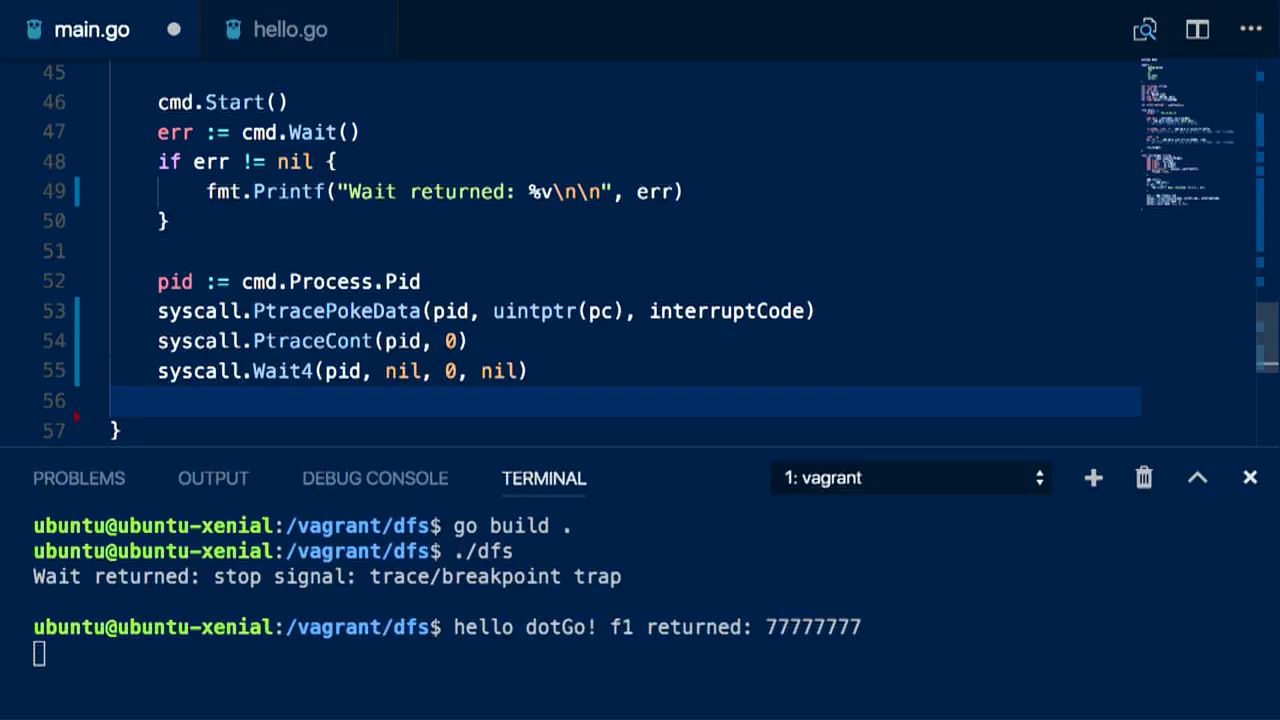 main.go hello.go
45
46 cmd.Start()
47 err := cmd.Wait()
48 if err != nil {
49 fmt.Printf("Wait returned: %v\n\n", err)
50 }
51
52 pid := cmd.Process.Pid
53 syscall.PtracePokeData(pid, uintptr(pc), interruptCode)
54 syscall.PtraceCont(pid, 0)
55 syscall.Wait4(pid, nil, 0, nil)
56
57 }
PROBLEMS OUTPUT DEBUG CONSOLE TERMINAL 1: vagrant
ubuntu@ubuntu-xenial:/vagrant/dfs$ go build .
ubuntu@ubuntu-xenial:/vagrant/dfs$ ./dfs
Wait returned: stop signal: trace/breakpoint trap
ubuntu@ubuntu-xenial:/vagrant/dfs$ hello dotGo! f1 returned: 77777777